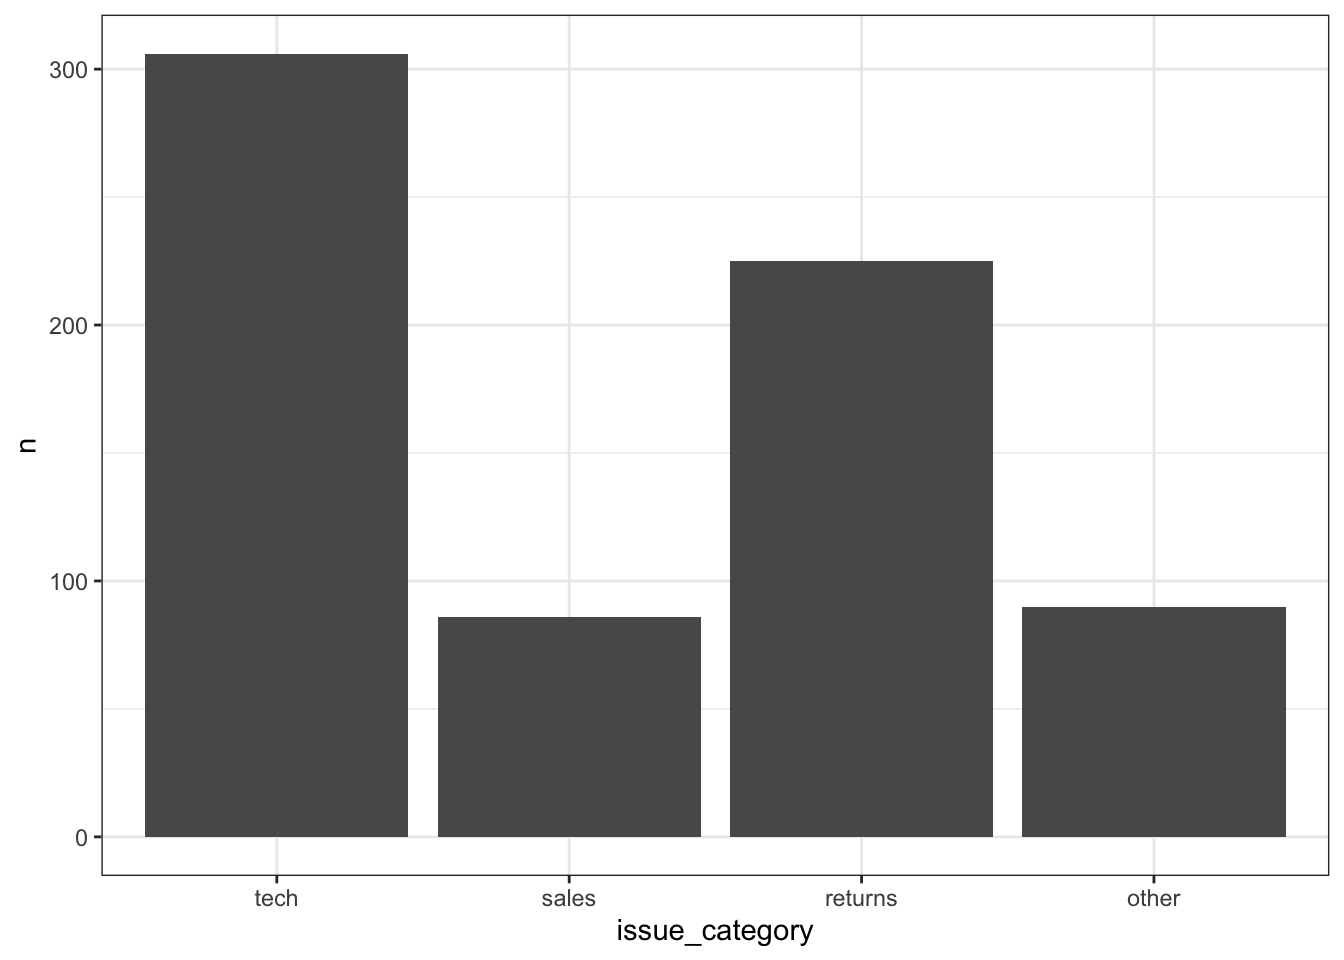 300
200
100
0
n
tech
sales
returns
other
issue_category